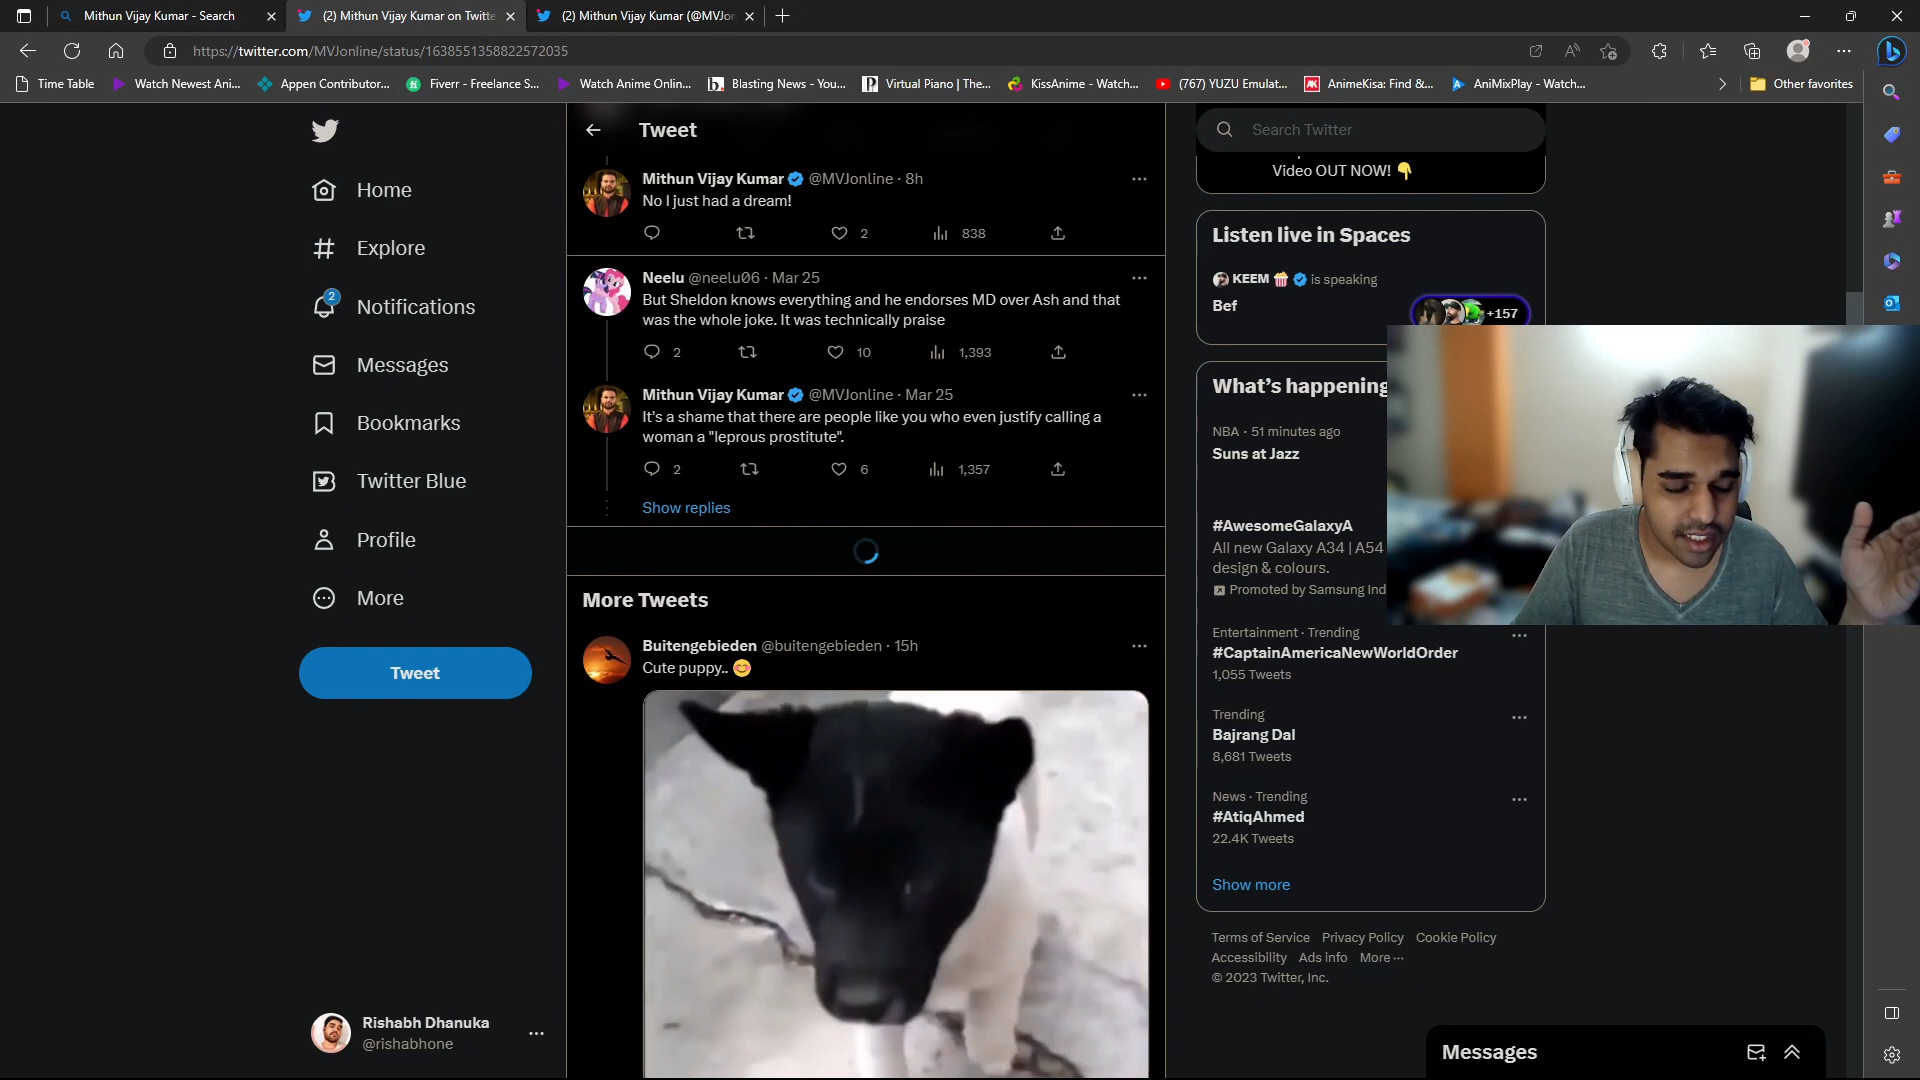 Mithun Vijay Kumar - Search
(2) Mithun Vijay Kumar on Twitte
(2) Mithun Vijay Kumar (@MVJon
https://twitter.com/MVJonline/status/1638551358822572035
Time Table
Watch Newest Ani...
Appen Contributor...
Fiverr - Freelance S...
Watch Anime Onlin...
Blasting News - You...
Virtual Piano | The...
KissAnime - Watch...
(767) YUZU Emulat...
AnimeKisa: Find &...
AniMixPlay - Watch...
Other favorites
Home
Explore
2
Notifications
Messages
Bookmarks
Twitter Blue
Profile
More
Tweet
Rishabh Dhanuka
@rishabhone
Tweet
Mithun Vijay Kumar @MVJonline · 8h
No I just had a dream!
2
838
Neelu @neelu06 · Mar 25
But Sheldon knows everything and he endorses MD over Ash and that
was the whole joke. It was technically praise
2
10
1,393
Mithun Vijay Kumar @MVJonline · Mar 25
It's a shame that there are people like you who even justify calling a
woman a "leprous prostitute".
2
6
1,357
Show replies
More Tweets
Buitengebieden @buitengebieden · 15h
Cute puppy.. 😊
Search Twitter
Video OUT NOW! 👇
Listen live in Spaces
KEEM 🍿 is speaking
Bef
+157
What's happening
NBA · 51 minutes ago
Suns at Jazz
#AwesomeGalaxyA
All new Galaxy A34 | A54
design & colours.
Promoted by Samsung Ind
Entertainment · Trending
#CaptainAmericaNewWorldOrder
1,055 Tweets
Trending
Bajrang Dal
8,681 Tweets
News · Trending
#AtiqAhmed
22.4K Tweets
Show more
Terms of Service Privacy Policy Cookie Policy
Accessibility Ads info More ···
© 2023 Twitter, Inc.
Messages